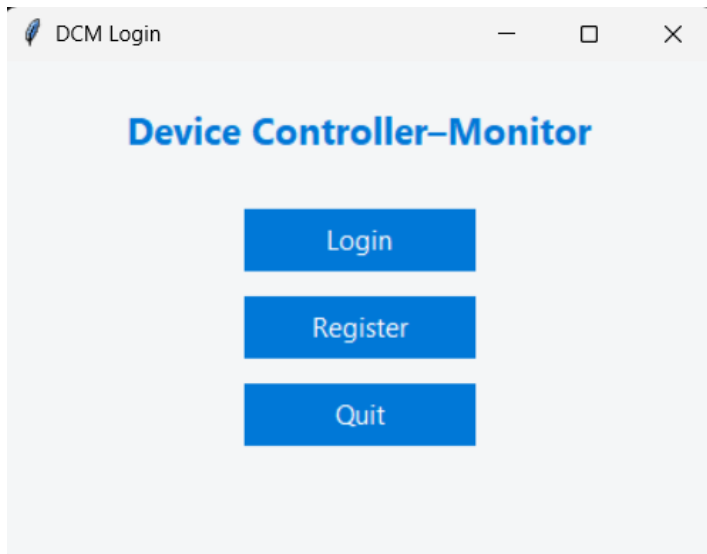 DCM Login
Device Controller–Monitor
Login
Register
Quit